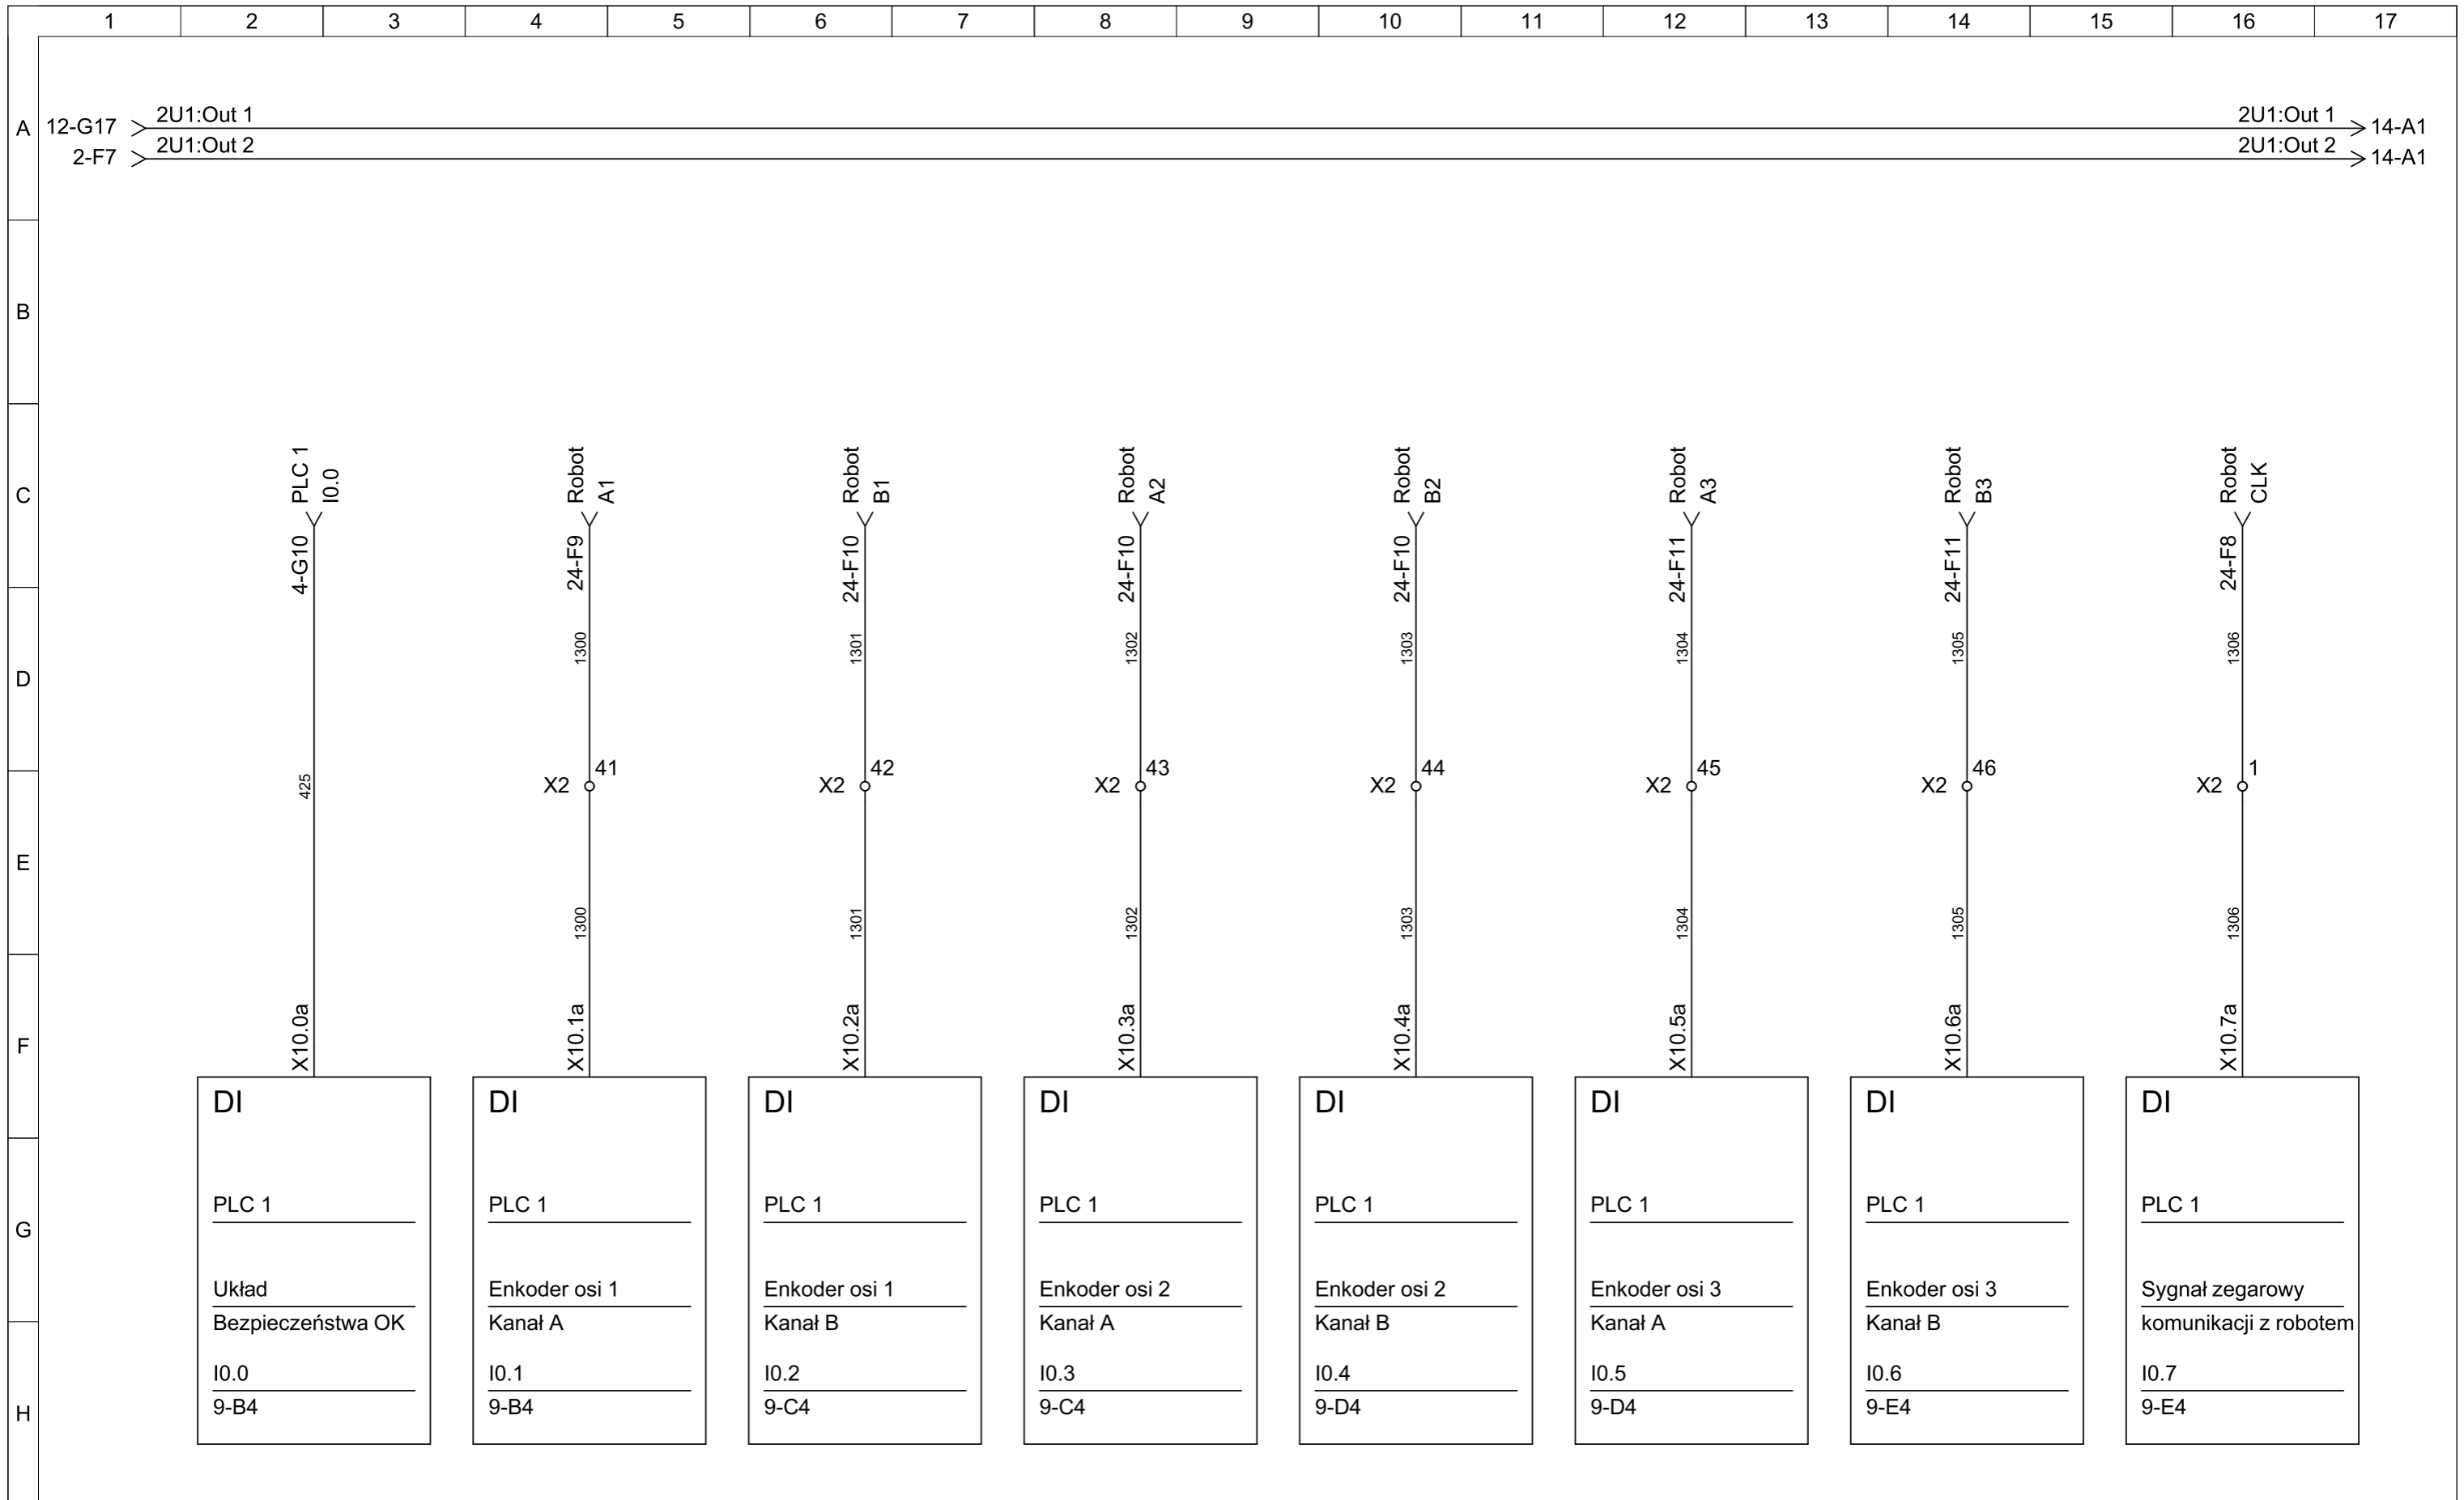 1 2 3 4 5 6 7 8 9 10 11 12 13 14 15 16 17
A
12-G17 2U1:Out 1 2U1:Out 1 14-A1
2-F7 2U1:Out 2 2U1:Out 2 14-A1
B
C
PLC 1 Robot Robot Robot Robot Robot Robot Robot
I0.0 A1 B1 A2 B2 A3 B3 CLK
4-G10 24-F9 24-F10 24-F10 24-F10 24-F11 24-F11 24-F8
D
1300 1301 1302 1303 1304 1305 1306
425
X2 41 X2 42 X2 43 X2 44 X2 45 X2 46 X2 1
E
1300 1301 1302 1303 1304 1305 1306
F
X10.0a X10.1a X10.2a X10.3a X10.4a X10.5a X10.6a X10.7a
G
H
DI
PLC 1
Układ
Bezpieczeństwa OK
I0.0
9-B4
DI
PLC 1
Enkoder osi 1
Kanał A
I0.1
9-B4
DI
PLC 1
Enkoder osi 1
Kanał B
I0.2
9-C4
DI
PLC 1
Enkoder osi 2
Kanał A
I0.3
9-C4
DI
PLC 1
Enkoder osi 2
Kanał B
I0.4
9-D4
DI
PLC 1
Enkoder osi 3
Kanał A
I0.5
9-D4
DI
PLC 1
Enkoder osi 3
Kanał B
I0.6
9-E4
DI
PLC 1
Sygnał zegarowy
komunikacji z robotem
I0.7
9-E4